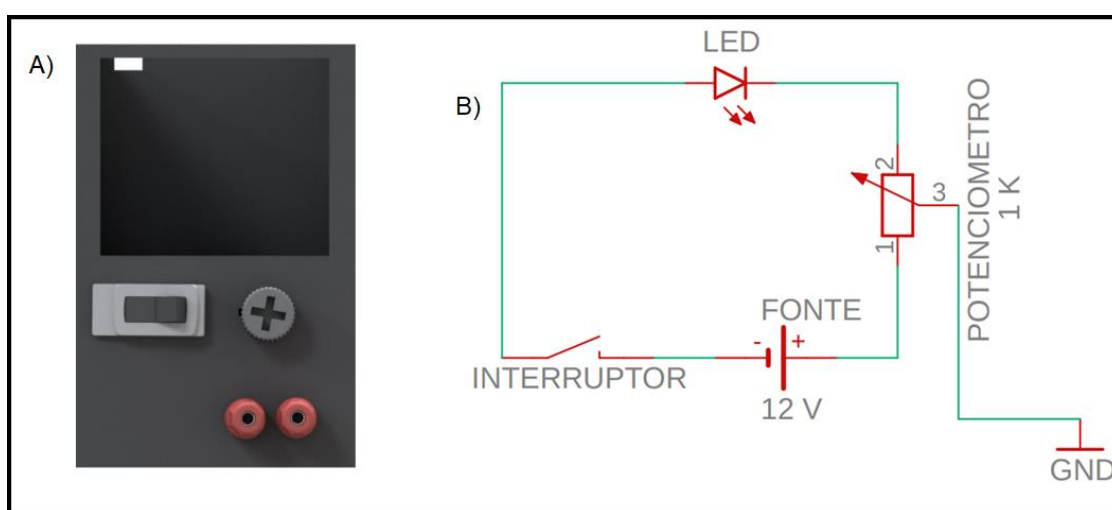 A)
B)
LED
2
3
1
POTENCIOMETRO
1 K
FONTE
- +
INTERRUPTOR
12 V
GND